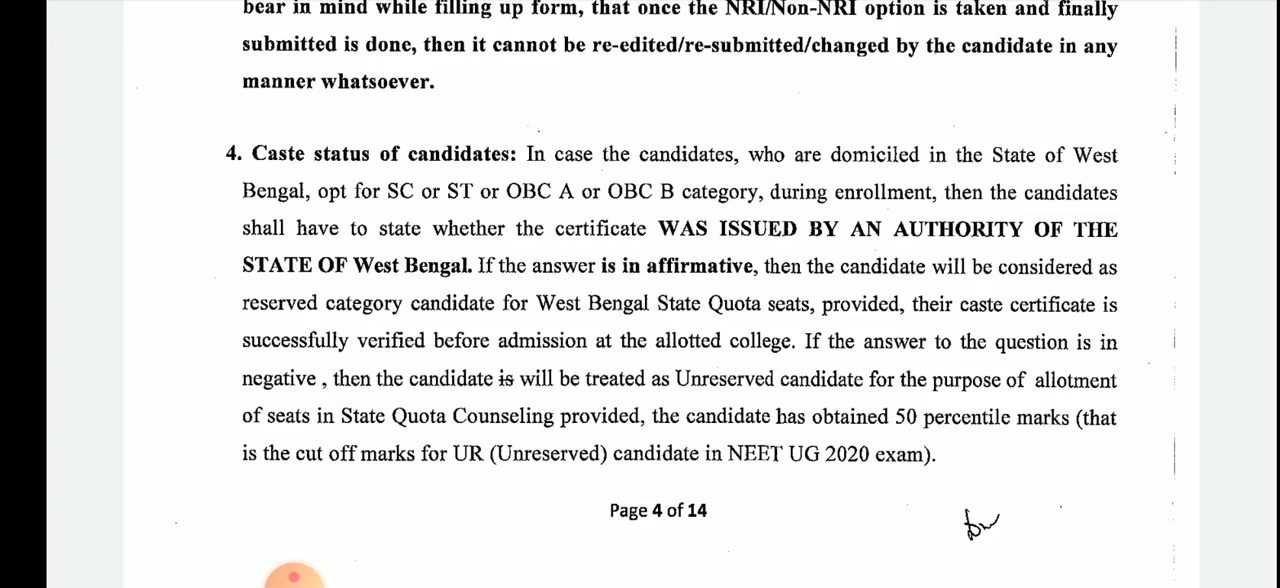 bear in mind while filling up form, that once the NRI/Non-NRI option is taken and finally
submitted is done, then it cannot be re-edited/re-submitted/changed by the candidate in any
manner whatsoever.
4. Caste status of candidates: In case the candidates, who are domiciled in the State of West
Bengal, opt for SC or ST or OBC A or OBC B category, during enrollment, then the candidates
shall have to state whether the certificate WAS ISSUED BY AN AUTHORITY OF THE
STATE OF West Bengal. If the answer is in affirmative, then the candidate will be considered as
reserved category candidate for West Bengal State Quota seats, provided, their caste certificate is
successfully verified before admission at the allotted college. If the answer to the question is in
negative , then the candidate is will be treated as Unreserved candidate for the purpose of allotment
of seats in State Quota Counseling provided, the candidate has obtained 50 percentile marks (that
is the cut off marks for UR (Unreserved) candidate in NEET UG 2020 exam).
Page 4 of 14